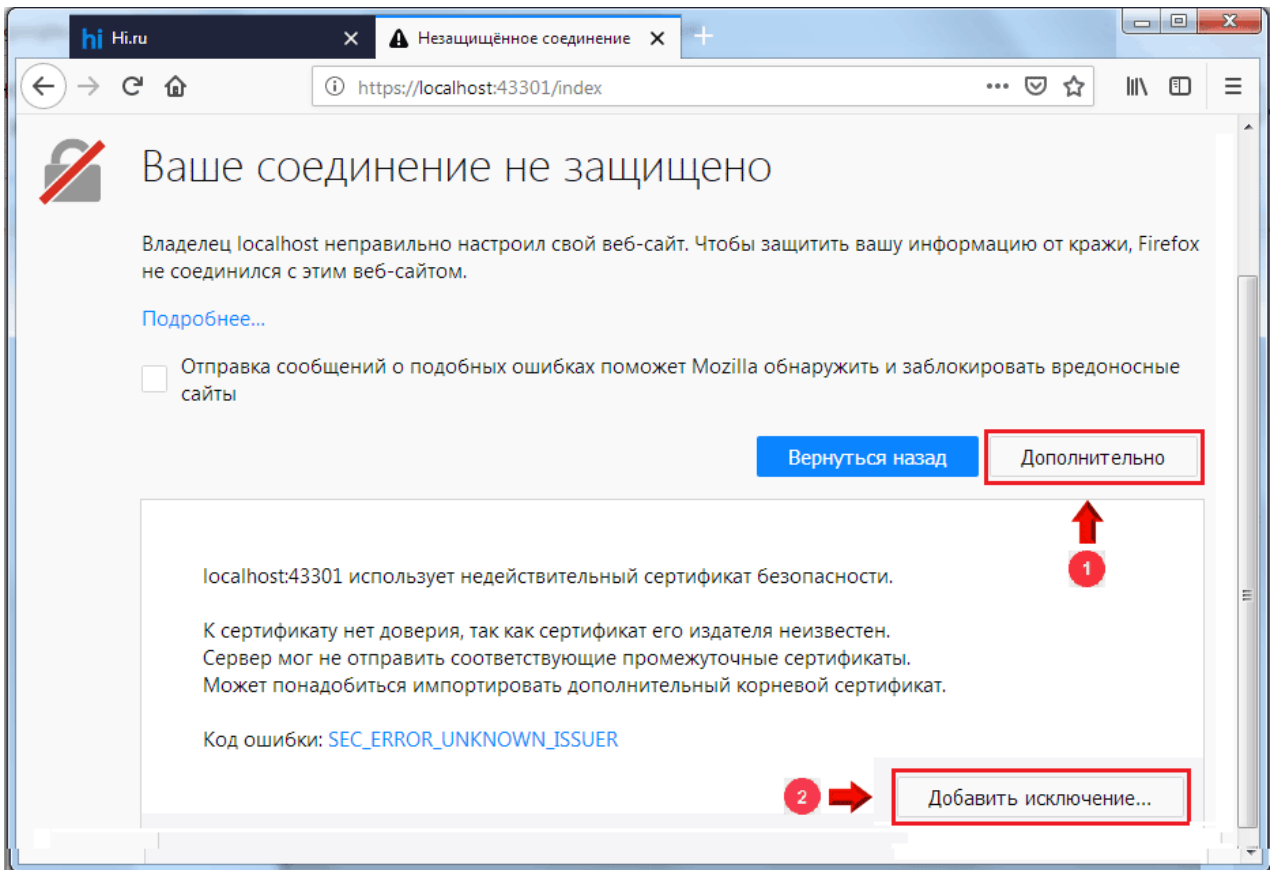 hi Hi.ru
Незащищённое соединение
https://localhost:43301/index
Ваше соединение не защищено
Владелец localhost неправильно настроил свой веб-сайт. Чтобы защитить вашу информацию от кражи, Firefox
не соединился с этим веб-сайтом.
Подробнее...
Отправка сообщений о подобных ошибках поможет Mozilla обнаружить и заблокировать вредоносные
сайты
Вернуться назад
Дополнительно
1
localhost:43301 использует недействительный сертификат безопасности.
К сертификату нет доверия, так как сертификат его издателя неизвестен.
Сервер мог не отправить соответствующие промежуточные сертификаты.
Может понадобиться импортировать дополнительный корневой сертификат.
Код ошибки: SEC_ERROR_UNKNOWN_ISSUER
2
Добавить исключение...